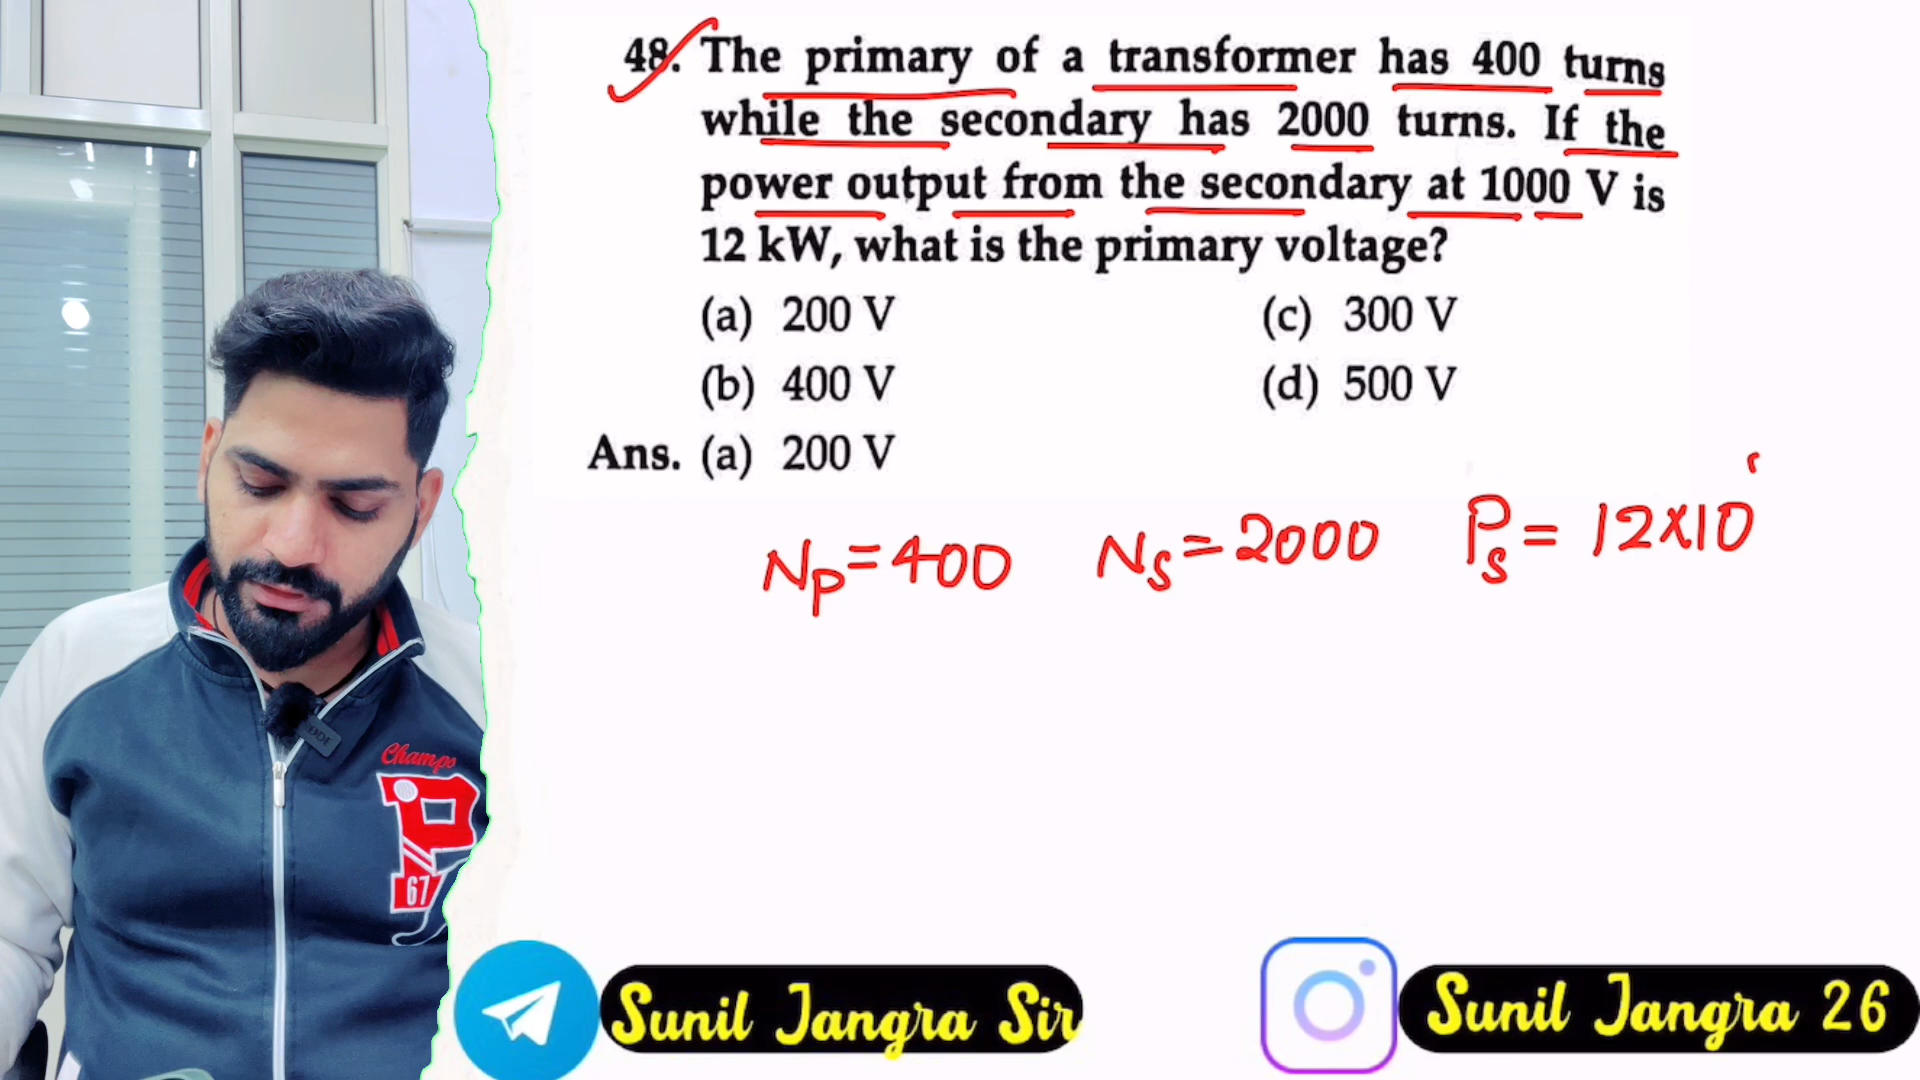 48. The primary of a transformer has 400 turns
while the secondary has 2000 turns. If the
power output from the secondary at 1000 V is
12 kW, what is the primary voltage?
(a) 200 V (c) 300 V
(b) 400 V (d) 500 V
Ans. (a) 200 V
Np=400 Ns=2000 Ps= 12×10
Champs
P
67
Sunil Jangra Sir
Sunil Jangra 26